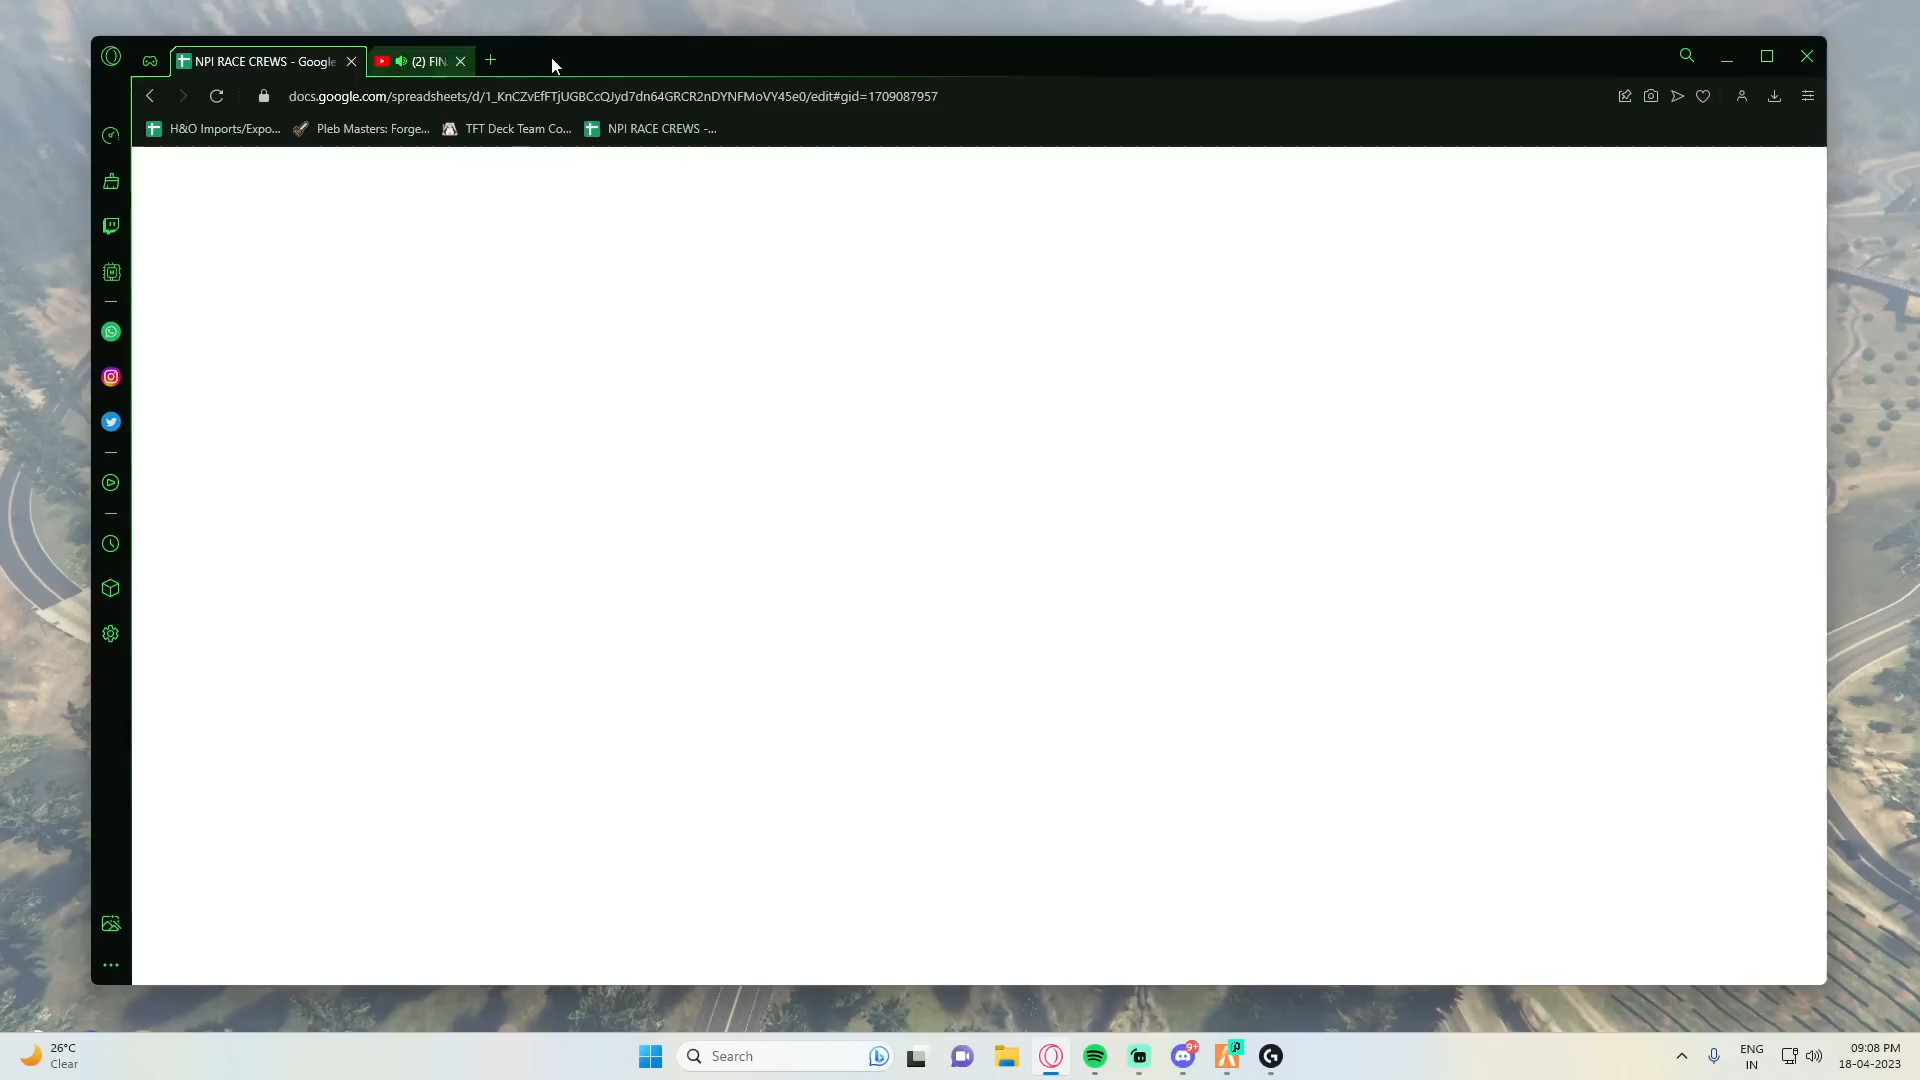 NPI RACE CREWS - Google
(2) FIN
docs.google.com/spreadsheets/d/1_KnCZvEfFTjUGBCcQJyd7dn64GRCR2nDYNFMoVY45e0/edit#gid=1709087957
H&O Imports/Expo...
Pleb Masters: Forge...
TFT Deck Team Co...
NPI RACE CREWS -...
26°C
Clear
Search
9+
ENG
IN
09:08 PM
18-04-2023